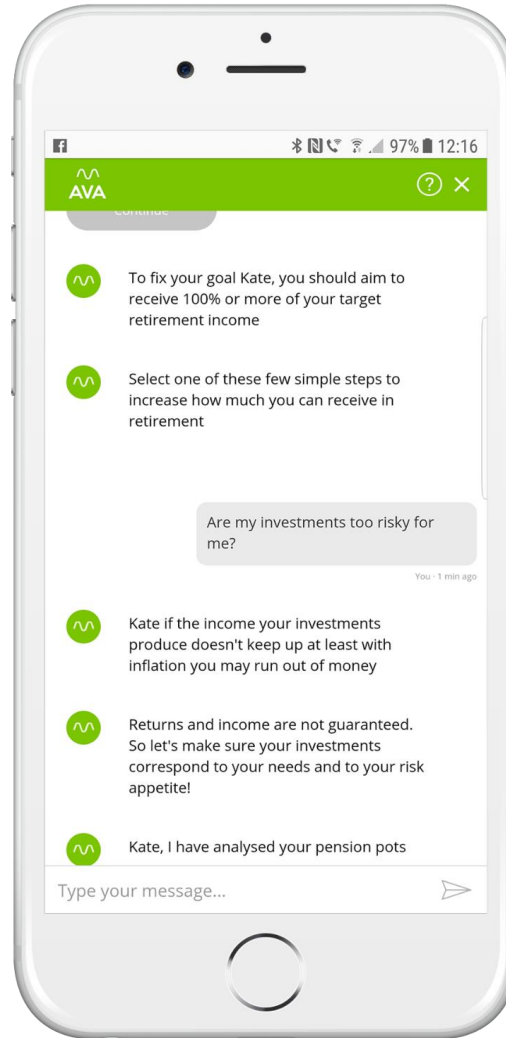 97% 12:16
AVA
Continue
To fix your goal Kate, you should aim to
receive 100% or more of your target
retirement income
Select one of these few simple steps to
increase how much you can receive in
retirement
Are my investments too risky for
me?
You · 1 min ago
Kate if the income your investments
produce doesn't keep up at least with
inflation you may run out of money
Returns and income are not guaranteed.
So let's make sure your investments
correspond to your needs and to your risk
appetite!
Kate, I have analysed your pension pots
Type your message...